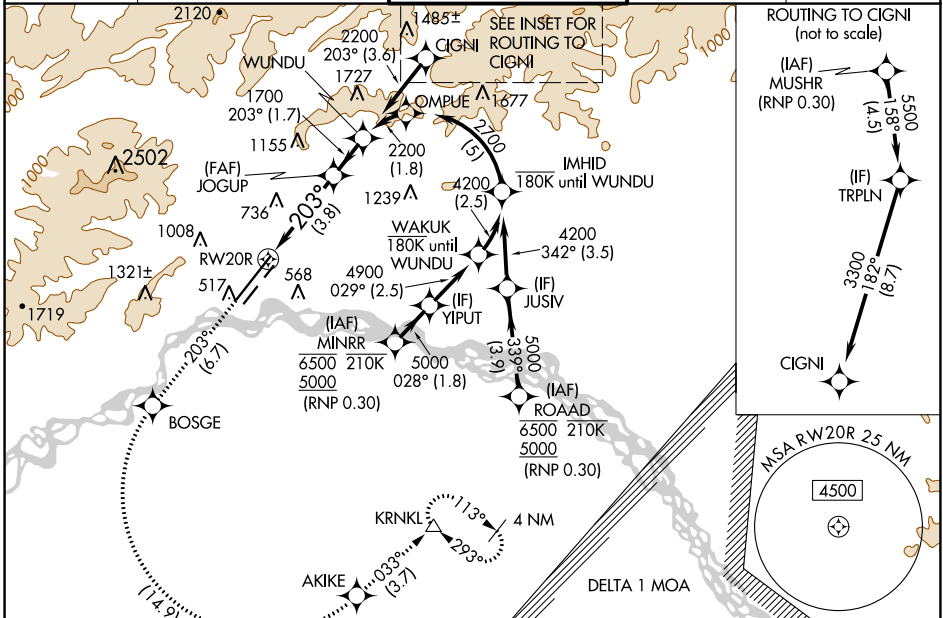 2120
1485±
SEE INSET FOR
ROUTING TO
CIGNI
1000
2200
203° (3.6)
CIGNI
WUNDU
1727
OMPUE
1677
1700
203° (1.7)
1155
2200
(1.8)
2700
(5)
1000
2502
(FAF)
JOGUP
IMHID
180K until WUNDU
1239
4200
(2.5)
736
203°
(3.8)
1008
WAKUK
180K until
WUNDU
4200
342° (3.5)
RW20R
1321±
517
568
4900
029° (2.5)
(IF)
YIPUT
(IF)
JUSIV
1719
(IAF)
MINRR
6500 210K
5000
(RNP 0.30)
5000
028° (1.8)
5000
339°
(3.9)
203°
(6.7)
(IAF)
ROAAD
6500 210K
5000
(RNP 0.30)
BOSGE
KRNKL
113°
293°
4 NM
033°
(3.7)
AKIKE
(14.9)
DELTA 1 MOA
ROUTING TO CIGNI
(not to scale)
(IAF)
MUSHR
(RNP 0.30)
5500
158°
(4.5)
(IF)
TRPLN
3300
182°
(8.7)
CIGNI
MSA RW20R 25 NM
4500